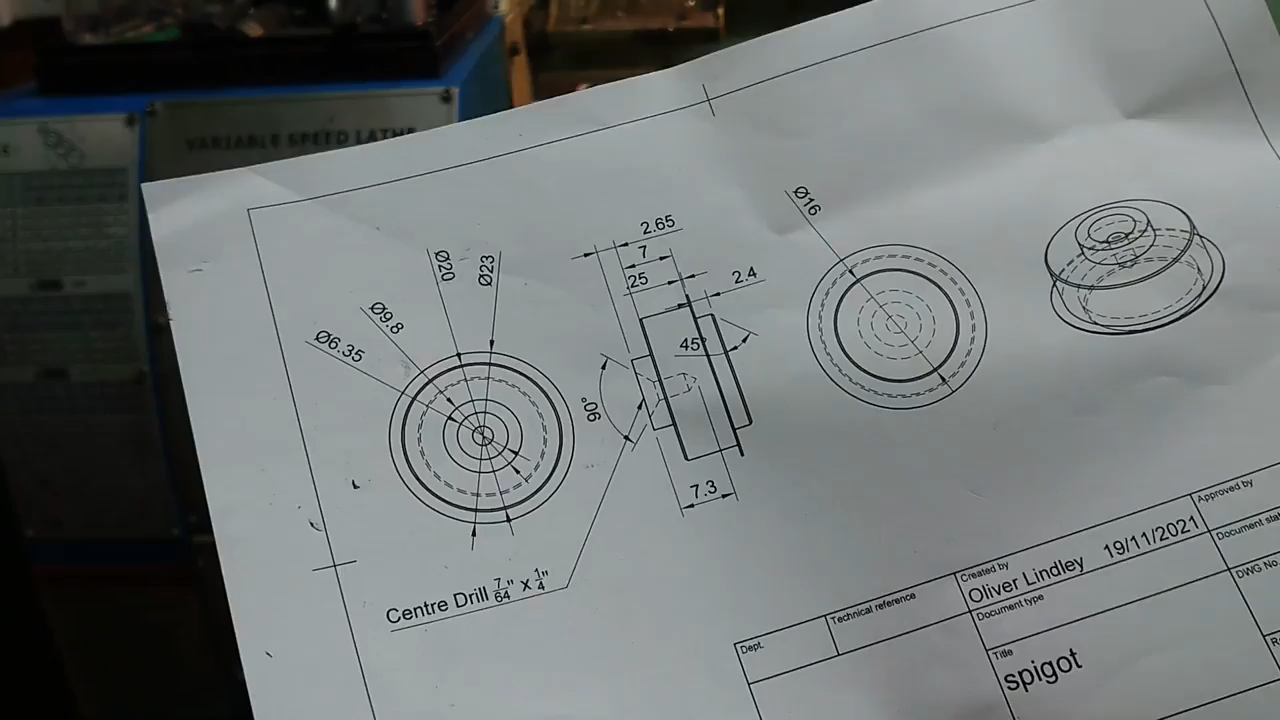 VARIABLE SPEED LATHE
2.65
7
25
2.4
Ø16
Ø20
Ø23
Ø9.8
Ø6.35
45°
90°
7.3
Centre Drill 7/64" x 1/4"
Dept.
Technical reference
Created by
Oliver Lindley 19/11/2021
Approved by
Document type
Document sta
Title
spigot
DWG No.
R